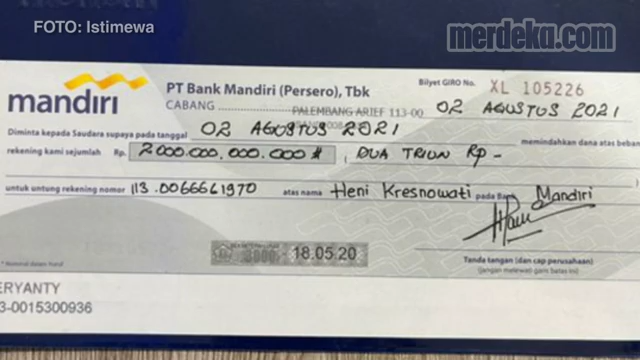 FOTO: Istimewa
merdeka.com
mandiri
PT Bank Mandiri (Persero), Tbk
Bilyet GIRO No. XL 105226
CABANG PALEMBANG ARIEF 113-00 02 AGUSTUS 2021
Diminta kepada Saudara supaya pada tanggal 02 AGUSTUS 2021 memindahkan dana atas beban
rekening kami sejumlah Rp. 2000.000.000.000 # , DUA TRIUN Rp -
untuk untung rekening nomor 113.0066661970 atas nama Heni Kresnowati pada Bank Mandiri
3000 18.05.20
* Nominal dalam huruf
Tanda tangan (dan cap perusahaan)
(jangan melewati garis batas ini)
ERYANTY
3-0015300936